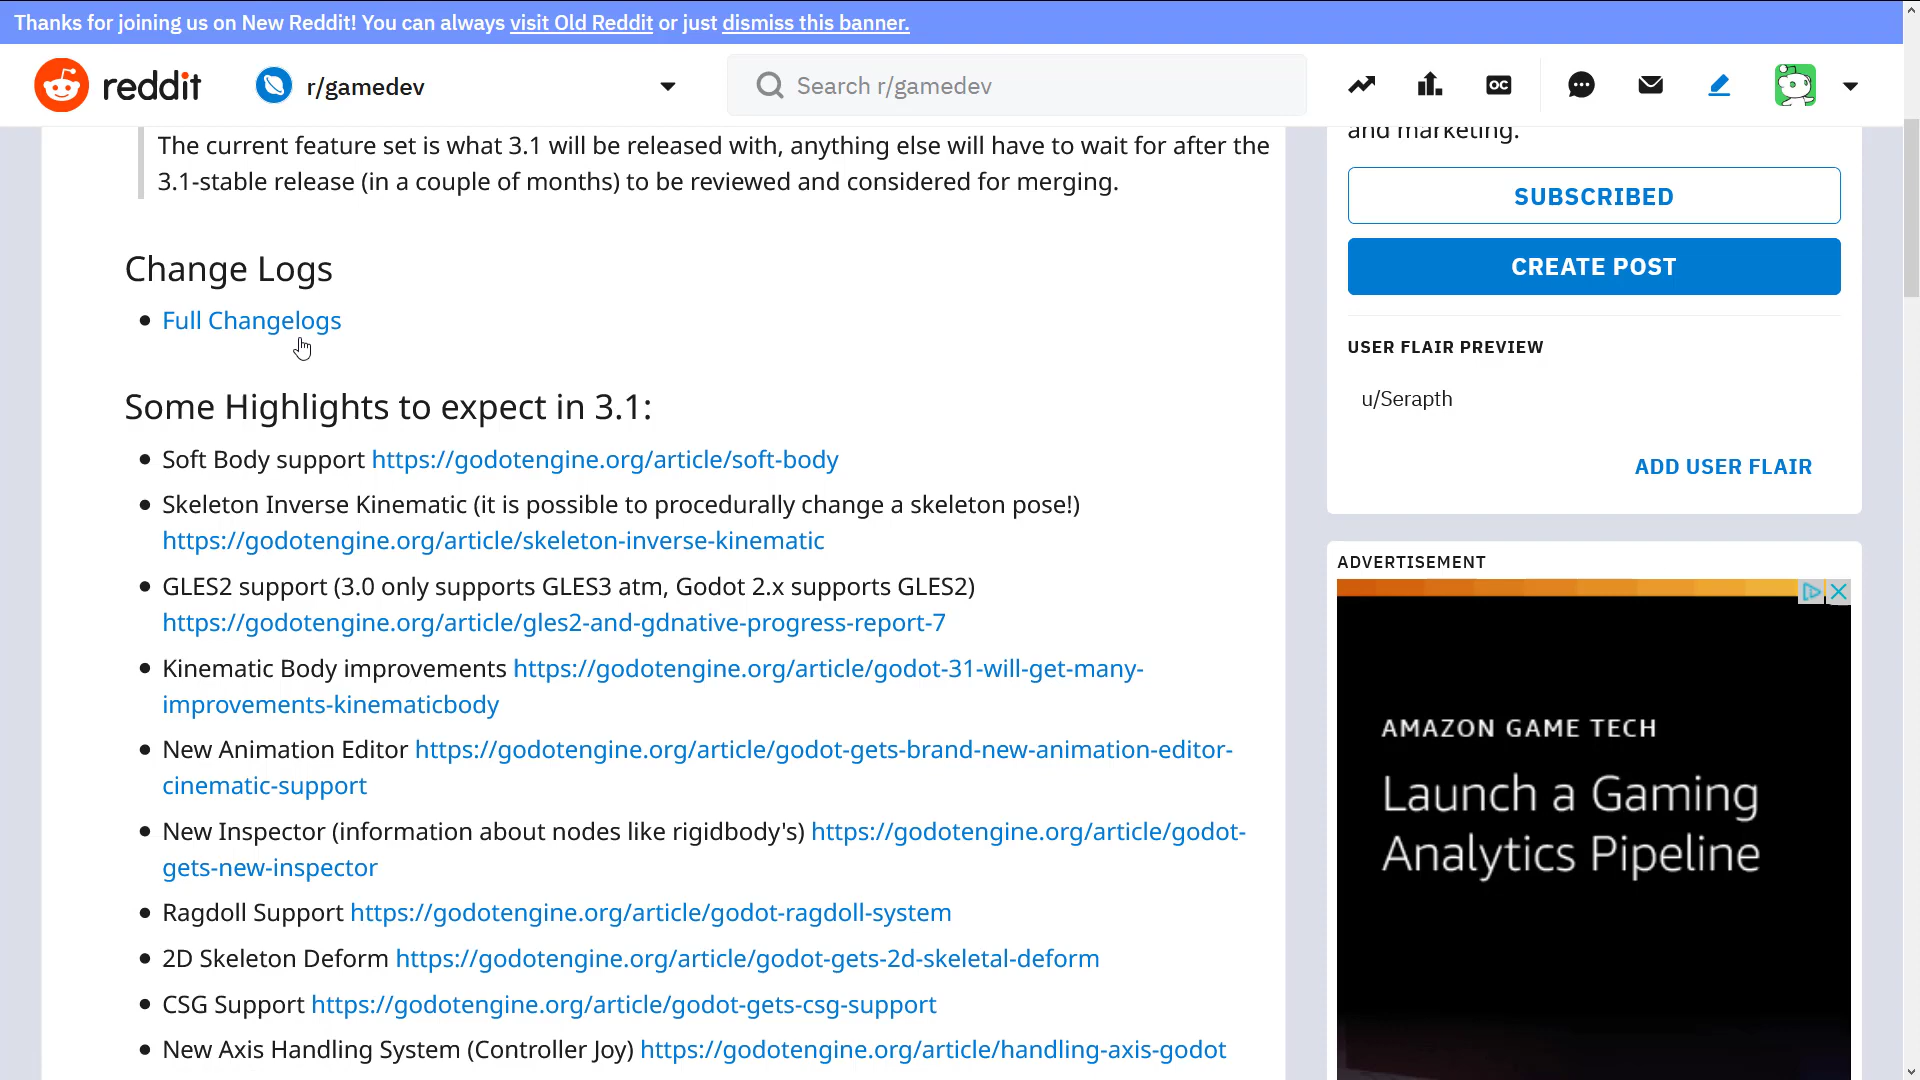 Thanks for joining us on New Reddit! You can always visit Old Reddit or just dismiss this banner.
reddit
r/gamedev
Search r/gamedev
OC
The current feature set is what 3.1 will be released with, anything else will have to wait for after the
3.1-stable release (in a couple of months) to be reviewed and considered for merging.
Change Logs
Full Changelogs
Some Highlights to expect in 3.1:
Soft Body support https://godotengine.org/article/soft-body
Skeleton Inverse Kinematic (it is possible to procedurally change a skeleton pose!)
https://godotengine.org/article/skeleton-inverse-kinematic
GLES2 support (3.0 only supports GLES3 atm, Godot 2.x supports GLES2)
https://godotengine.org/article/gles2-and-gdnative-progress-report-7
Kinematic Body improvements https://godotengine.org/article/godot-31-will-get-many-
improvements-kinematicbody
New Animation Editor https://godotengine.org/article/godot-gets-brand-new-animation-editor-
cinematic-support
New Inspector (information about nodes like rigidbody's) https://godotengine.org/article/godot-
gets-new-inspector
Ragdoll Support https://godotengine.org/article/godot-ragdoll-system
2D Skeleton Deform https://godotengine.org/article/godot-gets-2d-skeletal-deform
CSG Support https://godotengine.org/article/godot-gets-csg-support
New Axis Handling System (Controller Joy) https://godotengine.org/article/handling-axis-godot
and marketing.
SUBSCRIBED
CREATE POST
USER FLAIR PREVIEW
u/Serapth
ADD USER FLAIR
ADVERTISEMENT
AMAZON GAME TECH
Launch a Gaming
Analytics Pipeline